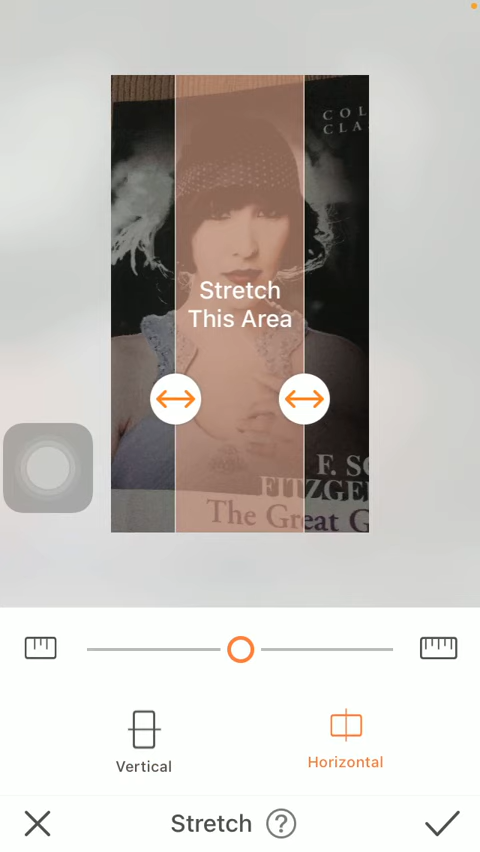 COL
CLA
Stretch
This Area
F. SC
FITZGE
The Great G
Vertical
Horizontal
Stretch ?